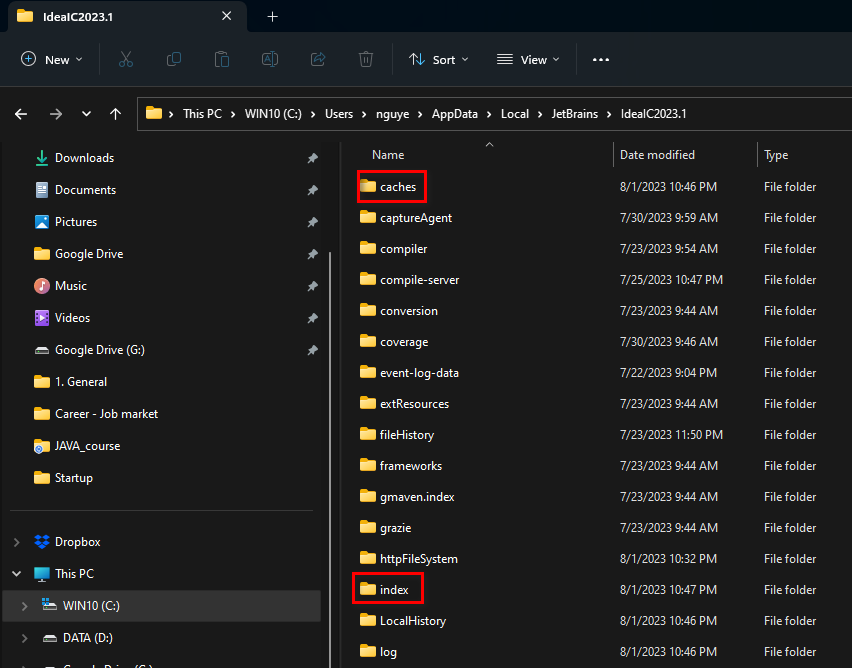 IdeaIC2023.1
New
Sort
View
This PC > WIN10 (C:) > Users > nguye > AppData > Local > JetBrains > IdeaIC2023.1
Downloads
Documents
Pictures
Google Drive
Music
Videos
Google Drive (G:)
1. General
Career - Job market
JAVA_course
Startup
Dropbox
This PC
WIN10 (C:)
DATA (D:)
Google Drive (G:)
Name Date modified Type
caches 8/1/2023 10:46 PM File folder
captureAgent 7/30/2023 9:59 AM File folder
compiler 7/23/2023 9:54 AM File folder
compile-server 7/25/2023 10:47 PM File folder
conversion 7/23/2023 9:44 AM File folder
coverage 7/30/2023 9:46 AM File folder
event-log-data 7/22/2023 9:04 PM File folder
extResources 7/23/2023 9:44 AM File folder
fileHistory 7/23/2023 11:50 PM File folder
frameworks 7/23/2023 9:44 AM File folder
gmaven.index 7/23/2023 9:44 AM File folder
grazie 7/23/2023 9:44 AM File folder
httpFileSystem 8/1/2023 10:32 PM File folder
index 8/1/2023 10:47 PM File folder
LocalHistory 8/1/2023 10:46 PM File folder
log 8/1/2023 10:46 PM File folder